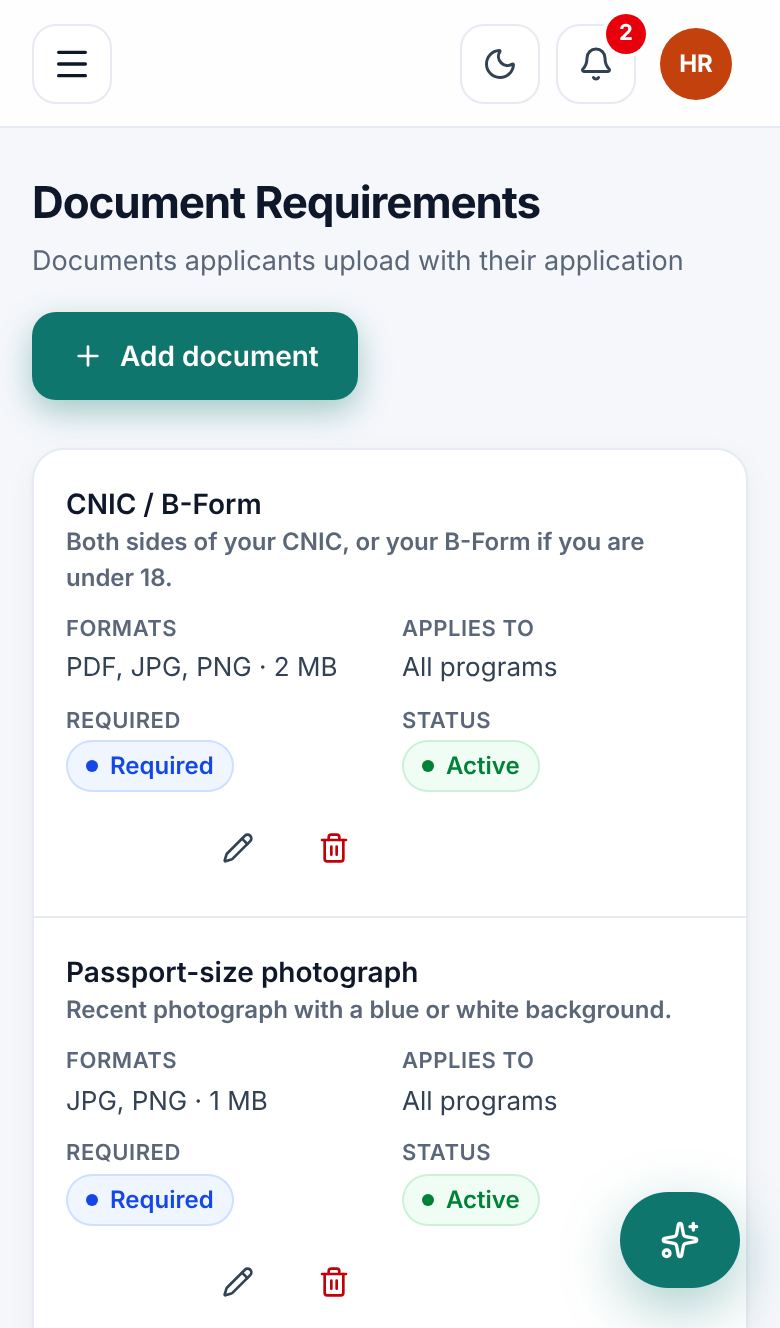 2
HR
Document Requirements
Documents applicants upload with their application
Add document
CNIC / B-Form
Both sides of your CNIC, or your B-Form if you are
under 18.
FORMATS
APPLIES TO
PDF, JPG, PNG · 2 MB
All programs
REQUIRED
STATUS
Required
Active
Passport-size photograph
Recent photograph with a blue or white background.
FORMATS
APPLIES TO
JPG, PNG · 1 MB
All programs
REQUIRED
STATUS
Required
Active